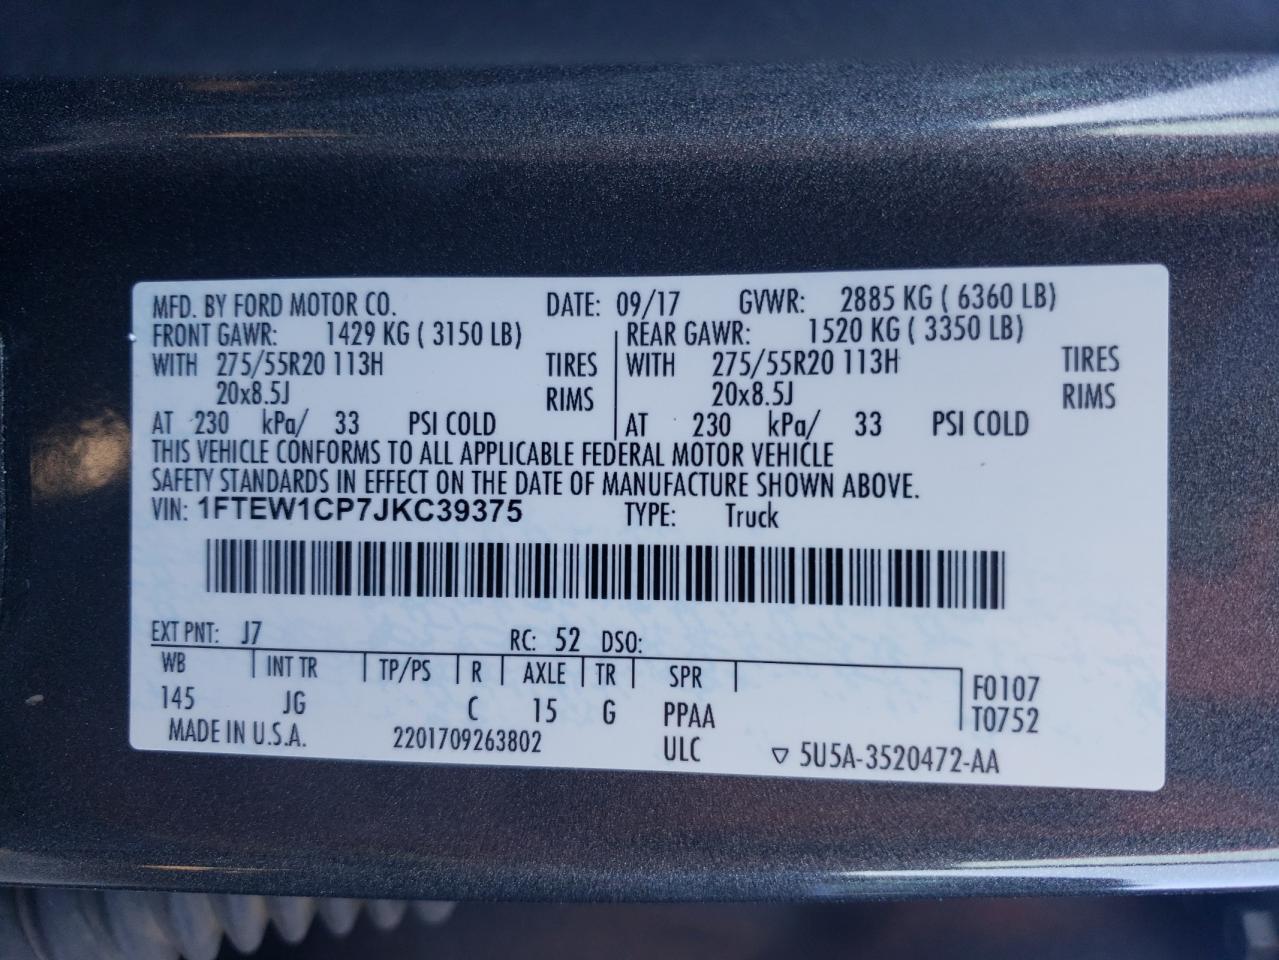 MFD. BY FORD MOTOR CO. DATE: 09/17 GVWR: 2885 KG ( 6360 LB)
FRONT GAWR: 1429 KG ( 3150 LB) REAR GAWR: 1520 KG ( 3350 LB)
WITH 275/55R20 113H TIRES WITH 275/55R20 113H TIRES
20x8.5J RIMS 20x8.5J RIMS
AT 230 kPa/ 33 PSI COLD AT 230 kPa/ 33 PSI COLD
THIS VEHICLE CONFORMS TO ALL APPLICABLE FEDERAL MOTOR VEHICLE
SAFETY STANDARDS IN EFFECT ON THE DATE OF MANUFACTURE SHOWN ABOVE.
VIN: 1FTEW1CP7JKC39375 TYPE: Truck
EXT PNT: J7 RC: 52 DSO:
WB INT TR TP/PS R AXLE TR SPR
145 JG C 15 G PPAA F0107
T0752
MADE IN U.S.A. 2201709263802 ULC ▽ 5U5A-3520472-AA